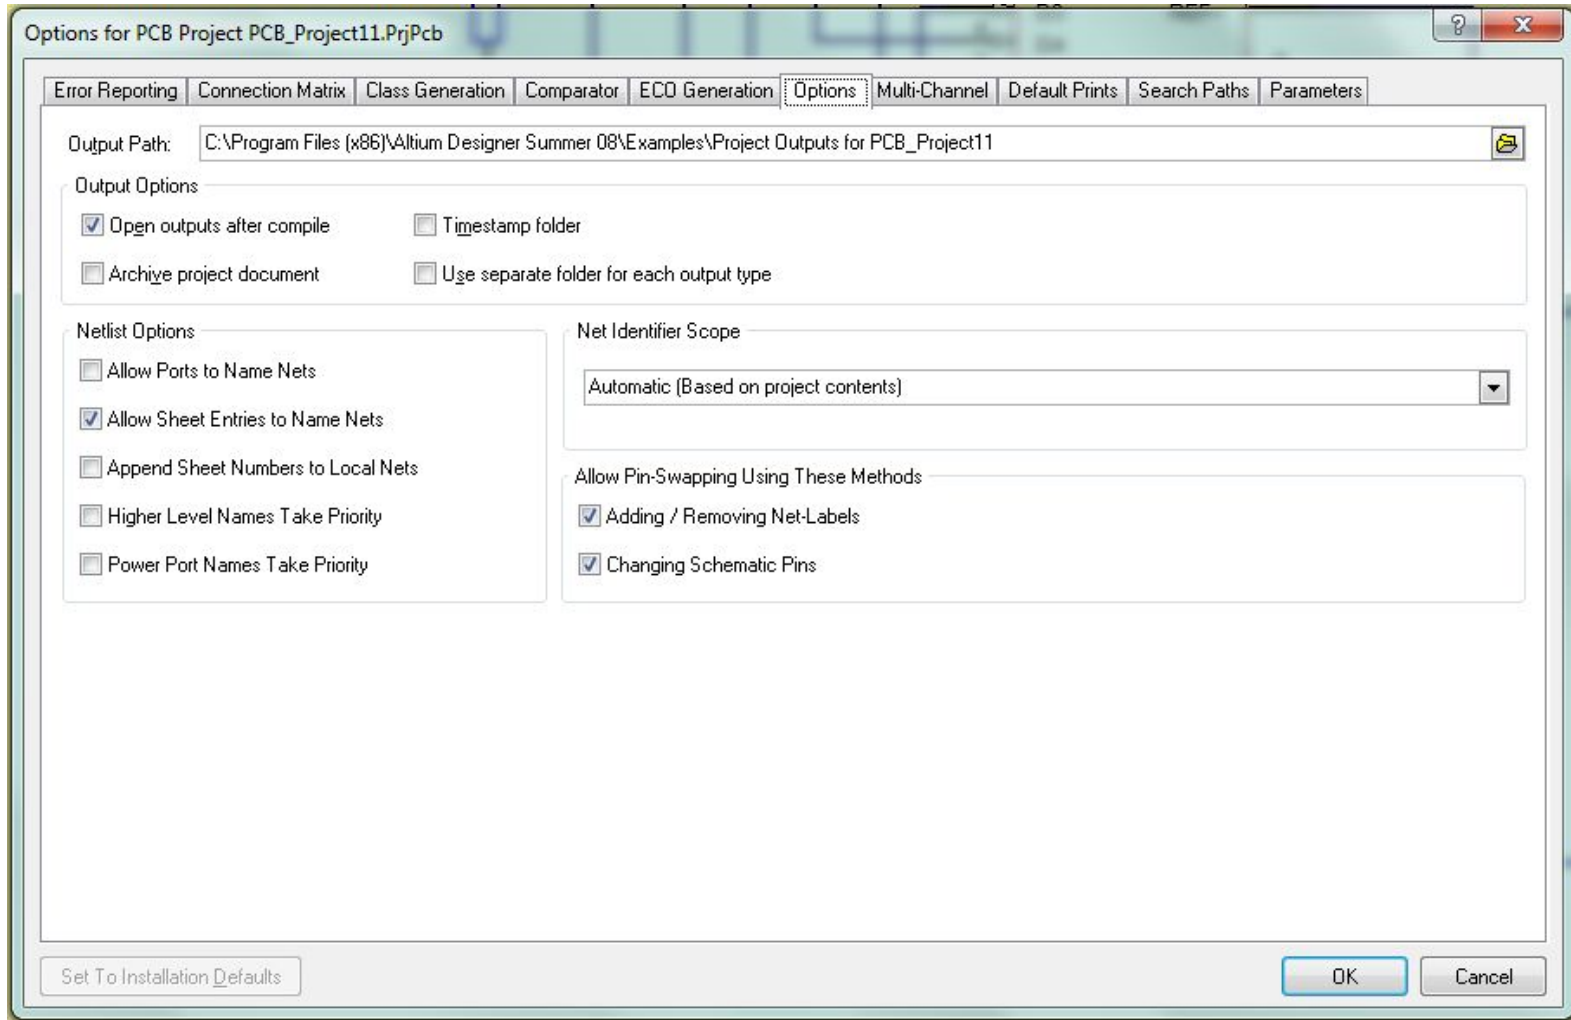 Options for PCB Project PCB_Project11.PrjPcb
Error Reporting Connection Matrix Class Generation Comparator ECO Generation Options Multi-Channel Default Prints Search Paths Parameters
Output Path: C:\Program Files (x86)\Altium Designer Summer 08\Examples\Project Outputs for PCB_Project11
Output Options
Open outputs after compile Timestamp folder
Archive project document Use separate folder for each output type
Netlist Options
Allow Ports to Name Nets
Allow Sheet Entries to Name Nets
Append Sheet Numbers to Local Nets
Higher Level Names Take Priority
Power Port Names Take Priority
Net Identifier Scope
Automatic (Based on project contents)
Allow Pin-Swapping Using These Methods
Adding / Removing Net-Labels
Changing Schematic Pins
Set To Installation Defaults OK Cancel